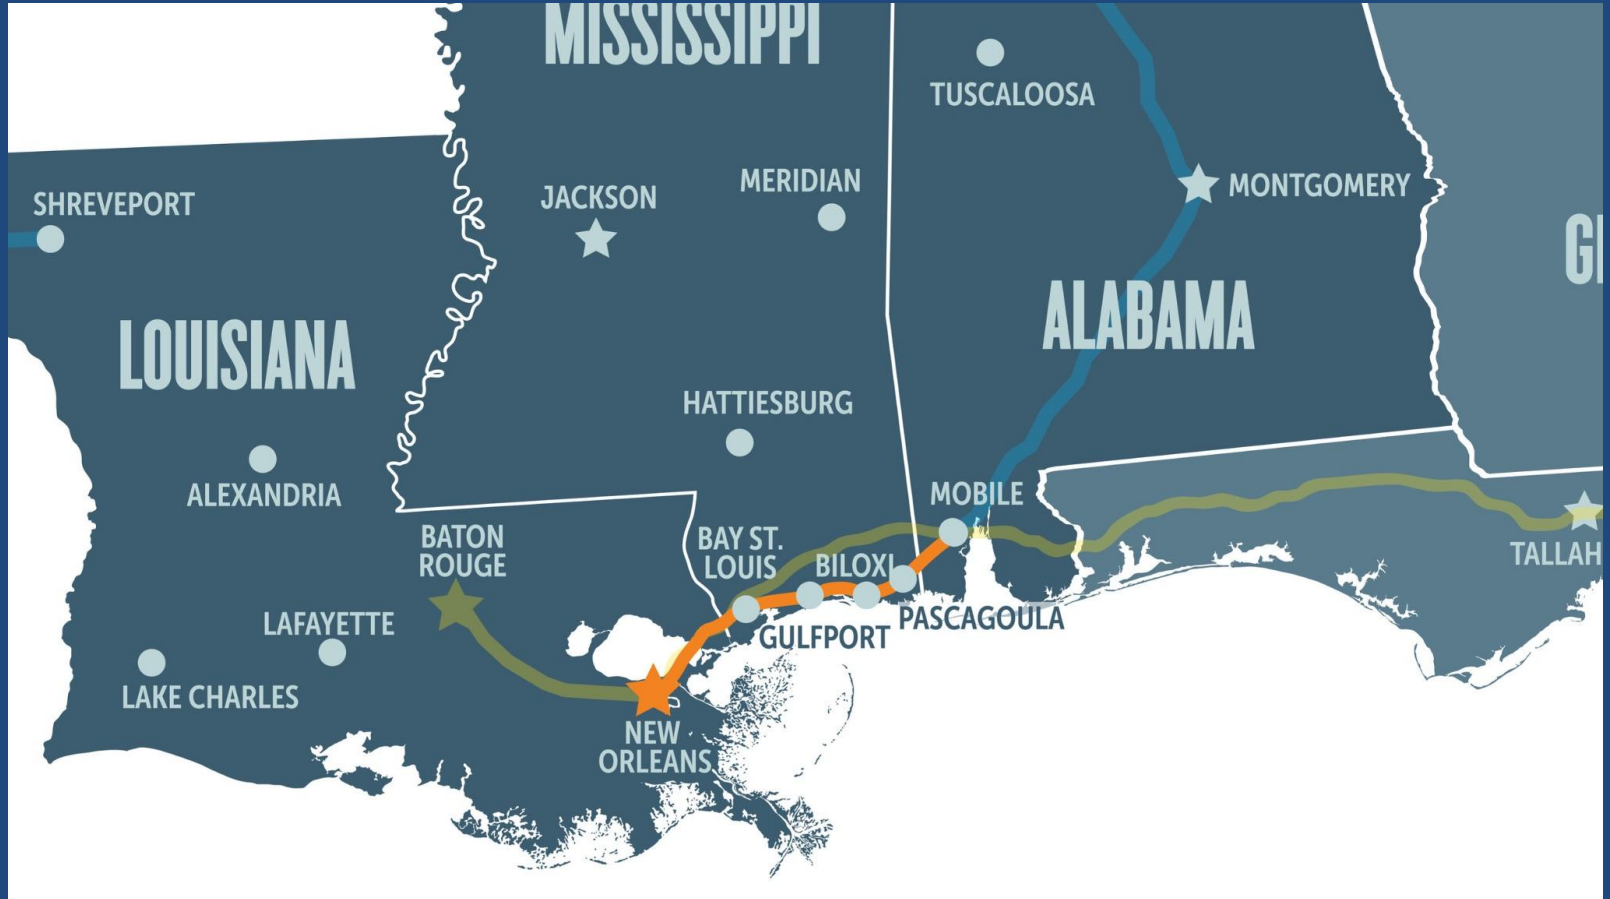 MISSISSIPPI
TUSCALOOSA
MERIDIAN
MONTGOMERY
JACKSON
SHREVEPORT
ALABAMA
LOUISIANA
HATTIESBURG
ALEXANDRIA
MOBILE
BATON
ROUGE
BAY ST.
LOUIS
BILOXI
TALLAH
PASCAGOULA
LAFAYETTE
GULFPORT
LAKE CHARLES
NEW
ORLEANS